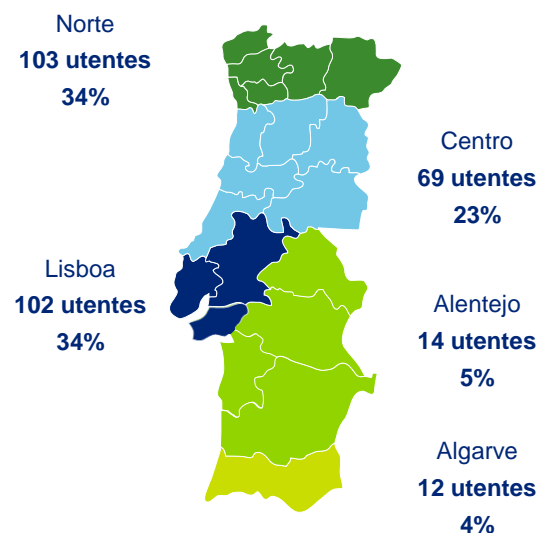 Norte
103 utentes
34%
Centro
69 utentes
23%
Lisboa
102 utentes
34%
Alentejo
14 utentes
5%
Algarve
12 utentes
4%